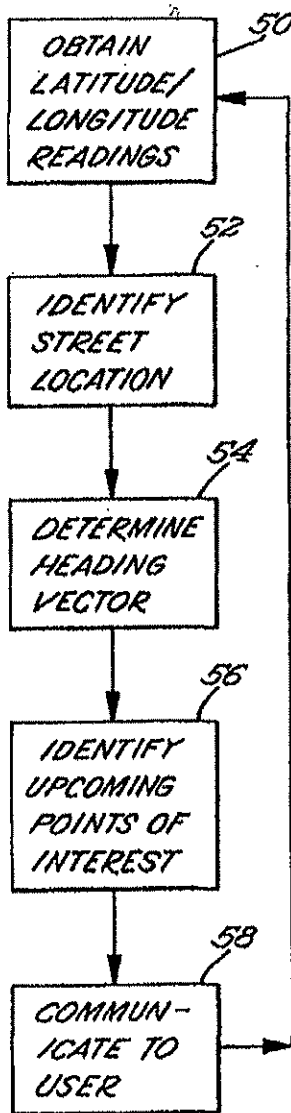 50
OBTAIN
LATITUDE/
LONGITUDE
READINGS
52
IDENTIFY
STREET
LOCATION
54
DETERMINE
HEADING
VECTOR
56
IDENTIFY
UPCOMING
POINTS OF
INTEREST
58
COMMUN-
ICATE TO
USER